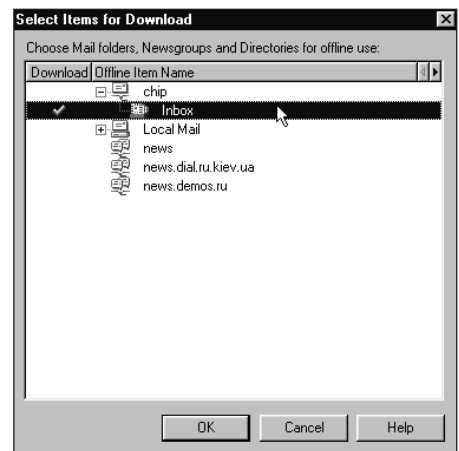 Select Items for Download
Choose Mail folders, Newsgroups and Directories for offline use:
Download Offline Item Name
chip
Inbox
Local Mail
news
news.dial.ru.kiev.ua
news.demos.ru
OK Cancel Help